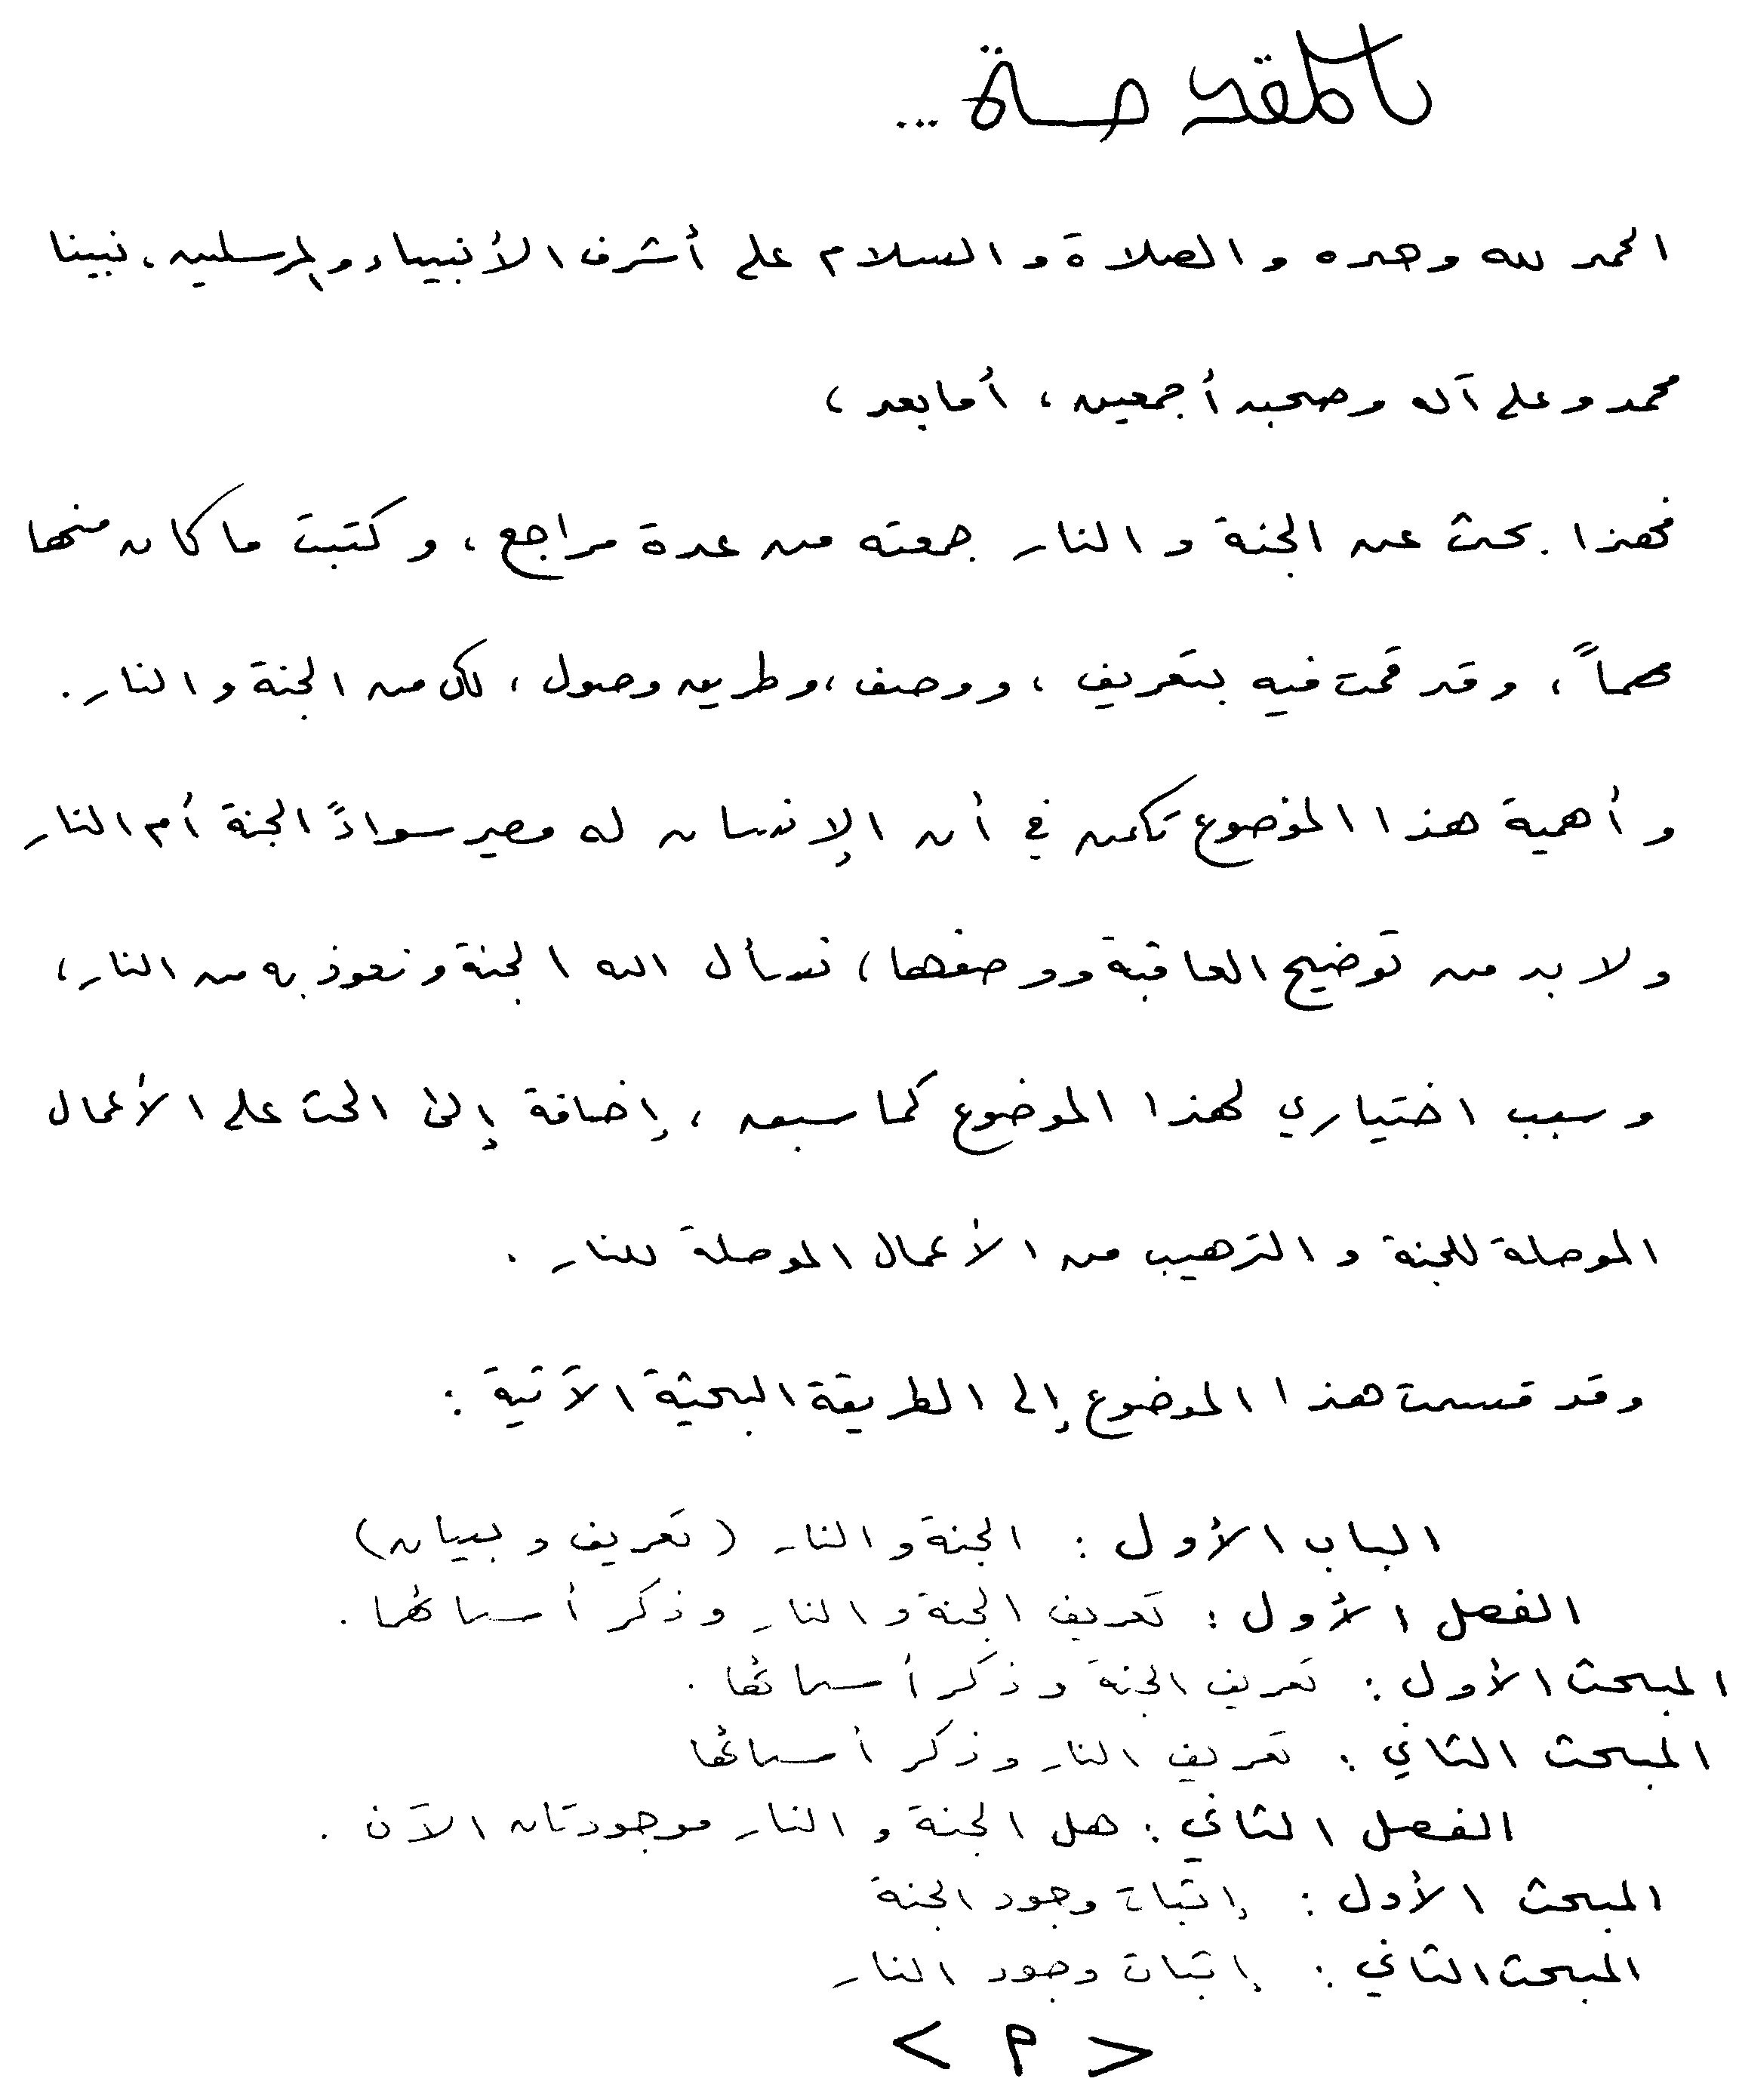 المقدمة ...
الحمد لله وحده والصلاة والسلام على أشرف الأنبياء والمرسلين، نبينا
محمد وعلى آله وصحبه أجمعين، أما بعد،
فهذا بحث عن الجنة والنار جمعته من عدة مراجع، وكتبت ما كان منها
مهماً، وقد قمت فيه بتعريف، ووصف، وطريق وصول، لكل من الجنة والنار.
وأهمية هذا الموضوع تكمن في أن الإنسان له مصير سواءً الجنة أم النار
ولا بد من توضيح العاقبة ووصفها، نسأل الله الجنة ونعوذ به من النار،
وسبب اختياري لهذا الموضوع كما سبق، إضافة إلى الحث على الأعمال
الموصلة للجنة والترهيب من الأعمال الموصلة للنار.
وقد قسمت هذا الموضوع إلى الطريقة البحثية الآتية:
الباب الأول: الجنة والنار (تعريف وبيان)
الفصل الأول: تعريف الجنة والنار وذكر أسمائهما.
المبحث الأول: تعريف الجنة وذكر أسمائها.
المبحث الثاني: تعريف النار وذكر أسمائها
الفصل الثاني: هل الجنة والنار موجودتان الآن.
المبحث الأول: إثبات وجود الجنة
المبحث الثاني: إثبات وجود النار
< ٢ >